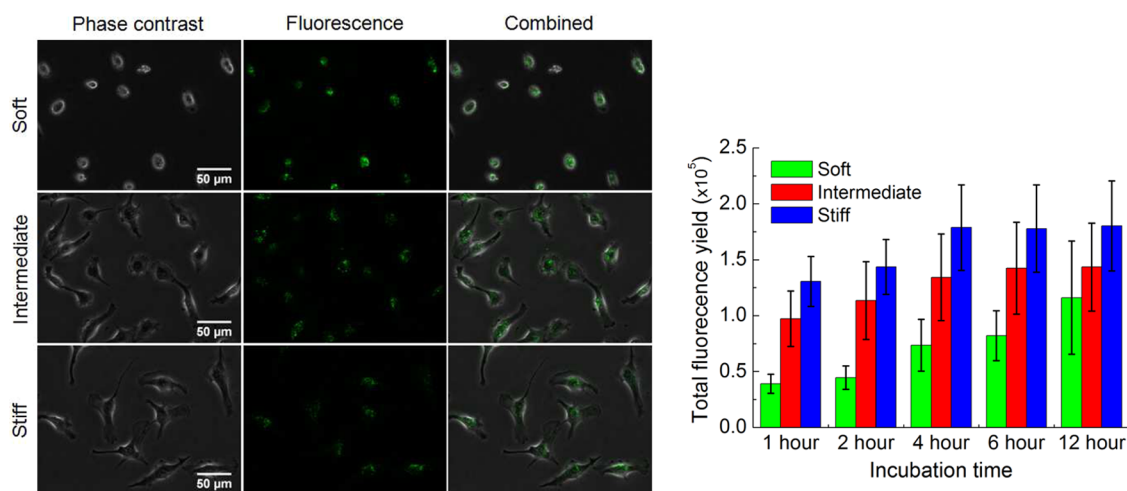 Phase contrast
Fluorescence
Combined
Soft
50 µm
Intermediate
50 µm
Stiff
50 µm
Total fluorecence yield (x10⁵)
2.5
2.0
1.5
1.0
0.5
0.0
Soft
Intermediate
Stiff
1 hour
2 hour
4 hour
6 hour
12 hour
Incubation time